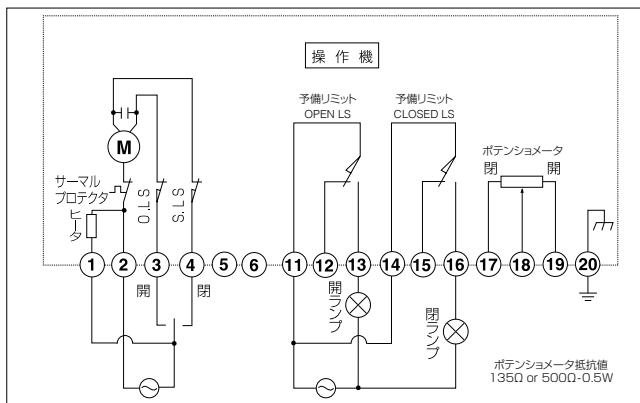 操作機
予備リミット
OPEN LS
予備リミット
CLOSED LS
ポテンショメータ
閉
開
M
サーマル
プロテクタ
ヒータ
O.L.S
S.L.S
1
2
3
4
5
6
11
12
13
14
15
16
17
18
19
20
開
閉
開ランプ
閉ランプ
ポテンショメータ抵抗値
135Ω or 500Ω-0.5W